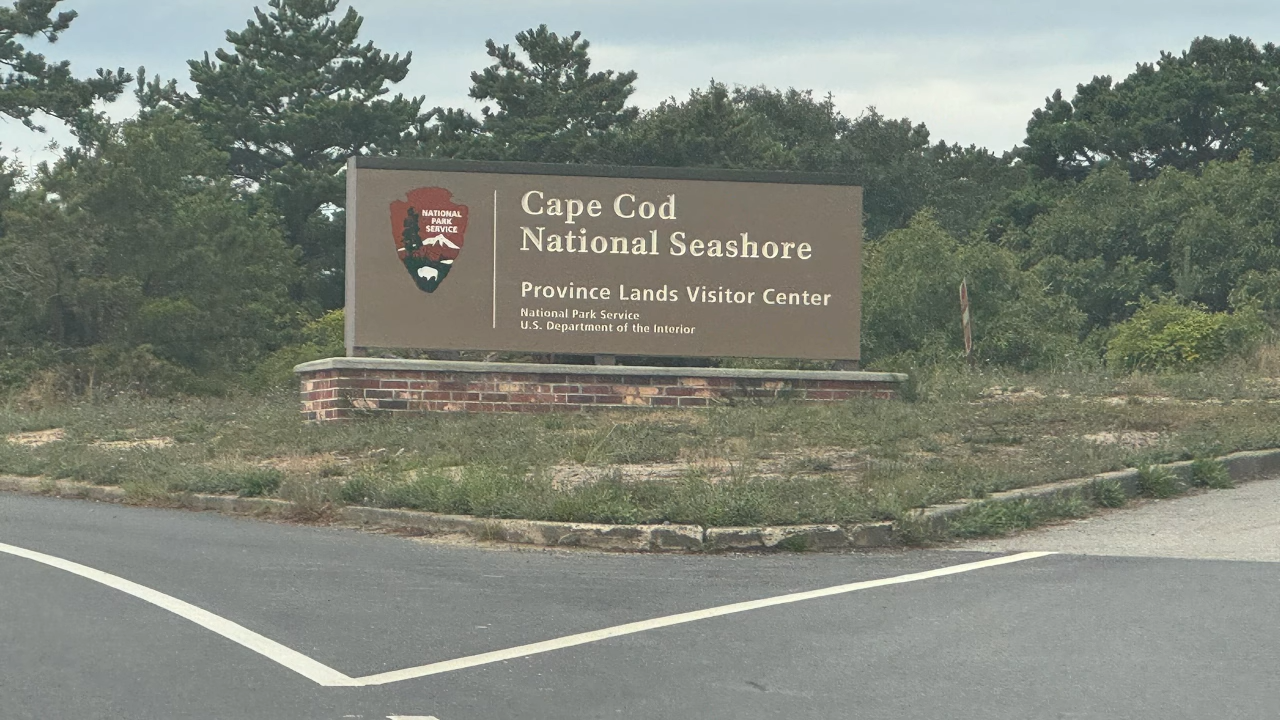 NATIONAL
PARK
SERVICE
Cape Cod
National Seashore
Province Lands Visitor Center
National Park Service
U.S. Department of the Interior